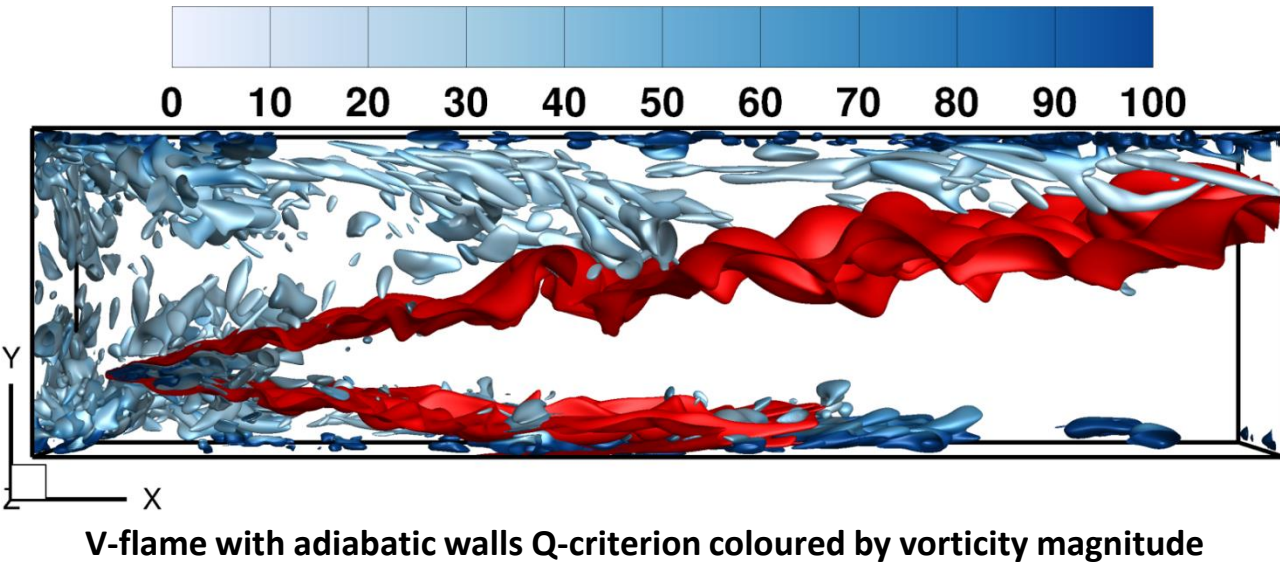 0 10 20 30 40 50 60 70 80 90 100
Y
Z X
V-flame with adiabatic walls Q-criterion coloured by vorticity magnitude